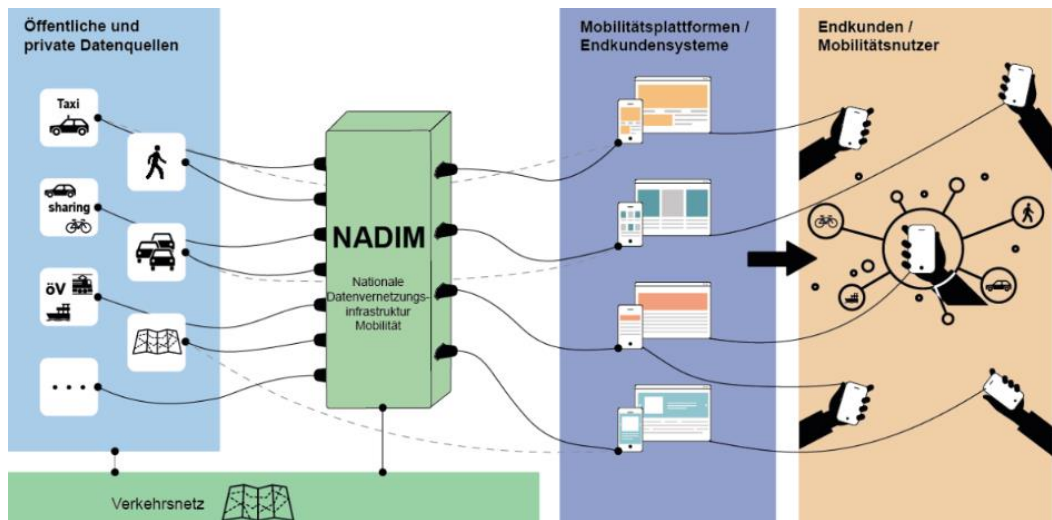 Öffentliche und
private Datenquellen
Taxi
sharing
öV
...
NADIM
Nationale
Datenvernetzungs-
infrastruktur
Mobilität
Verkehrsnetz
Mobilitätsplattformen /
Endkundensysteme
Endkunden /
Mobilitätsnutzer